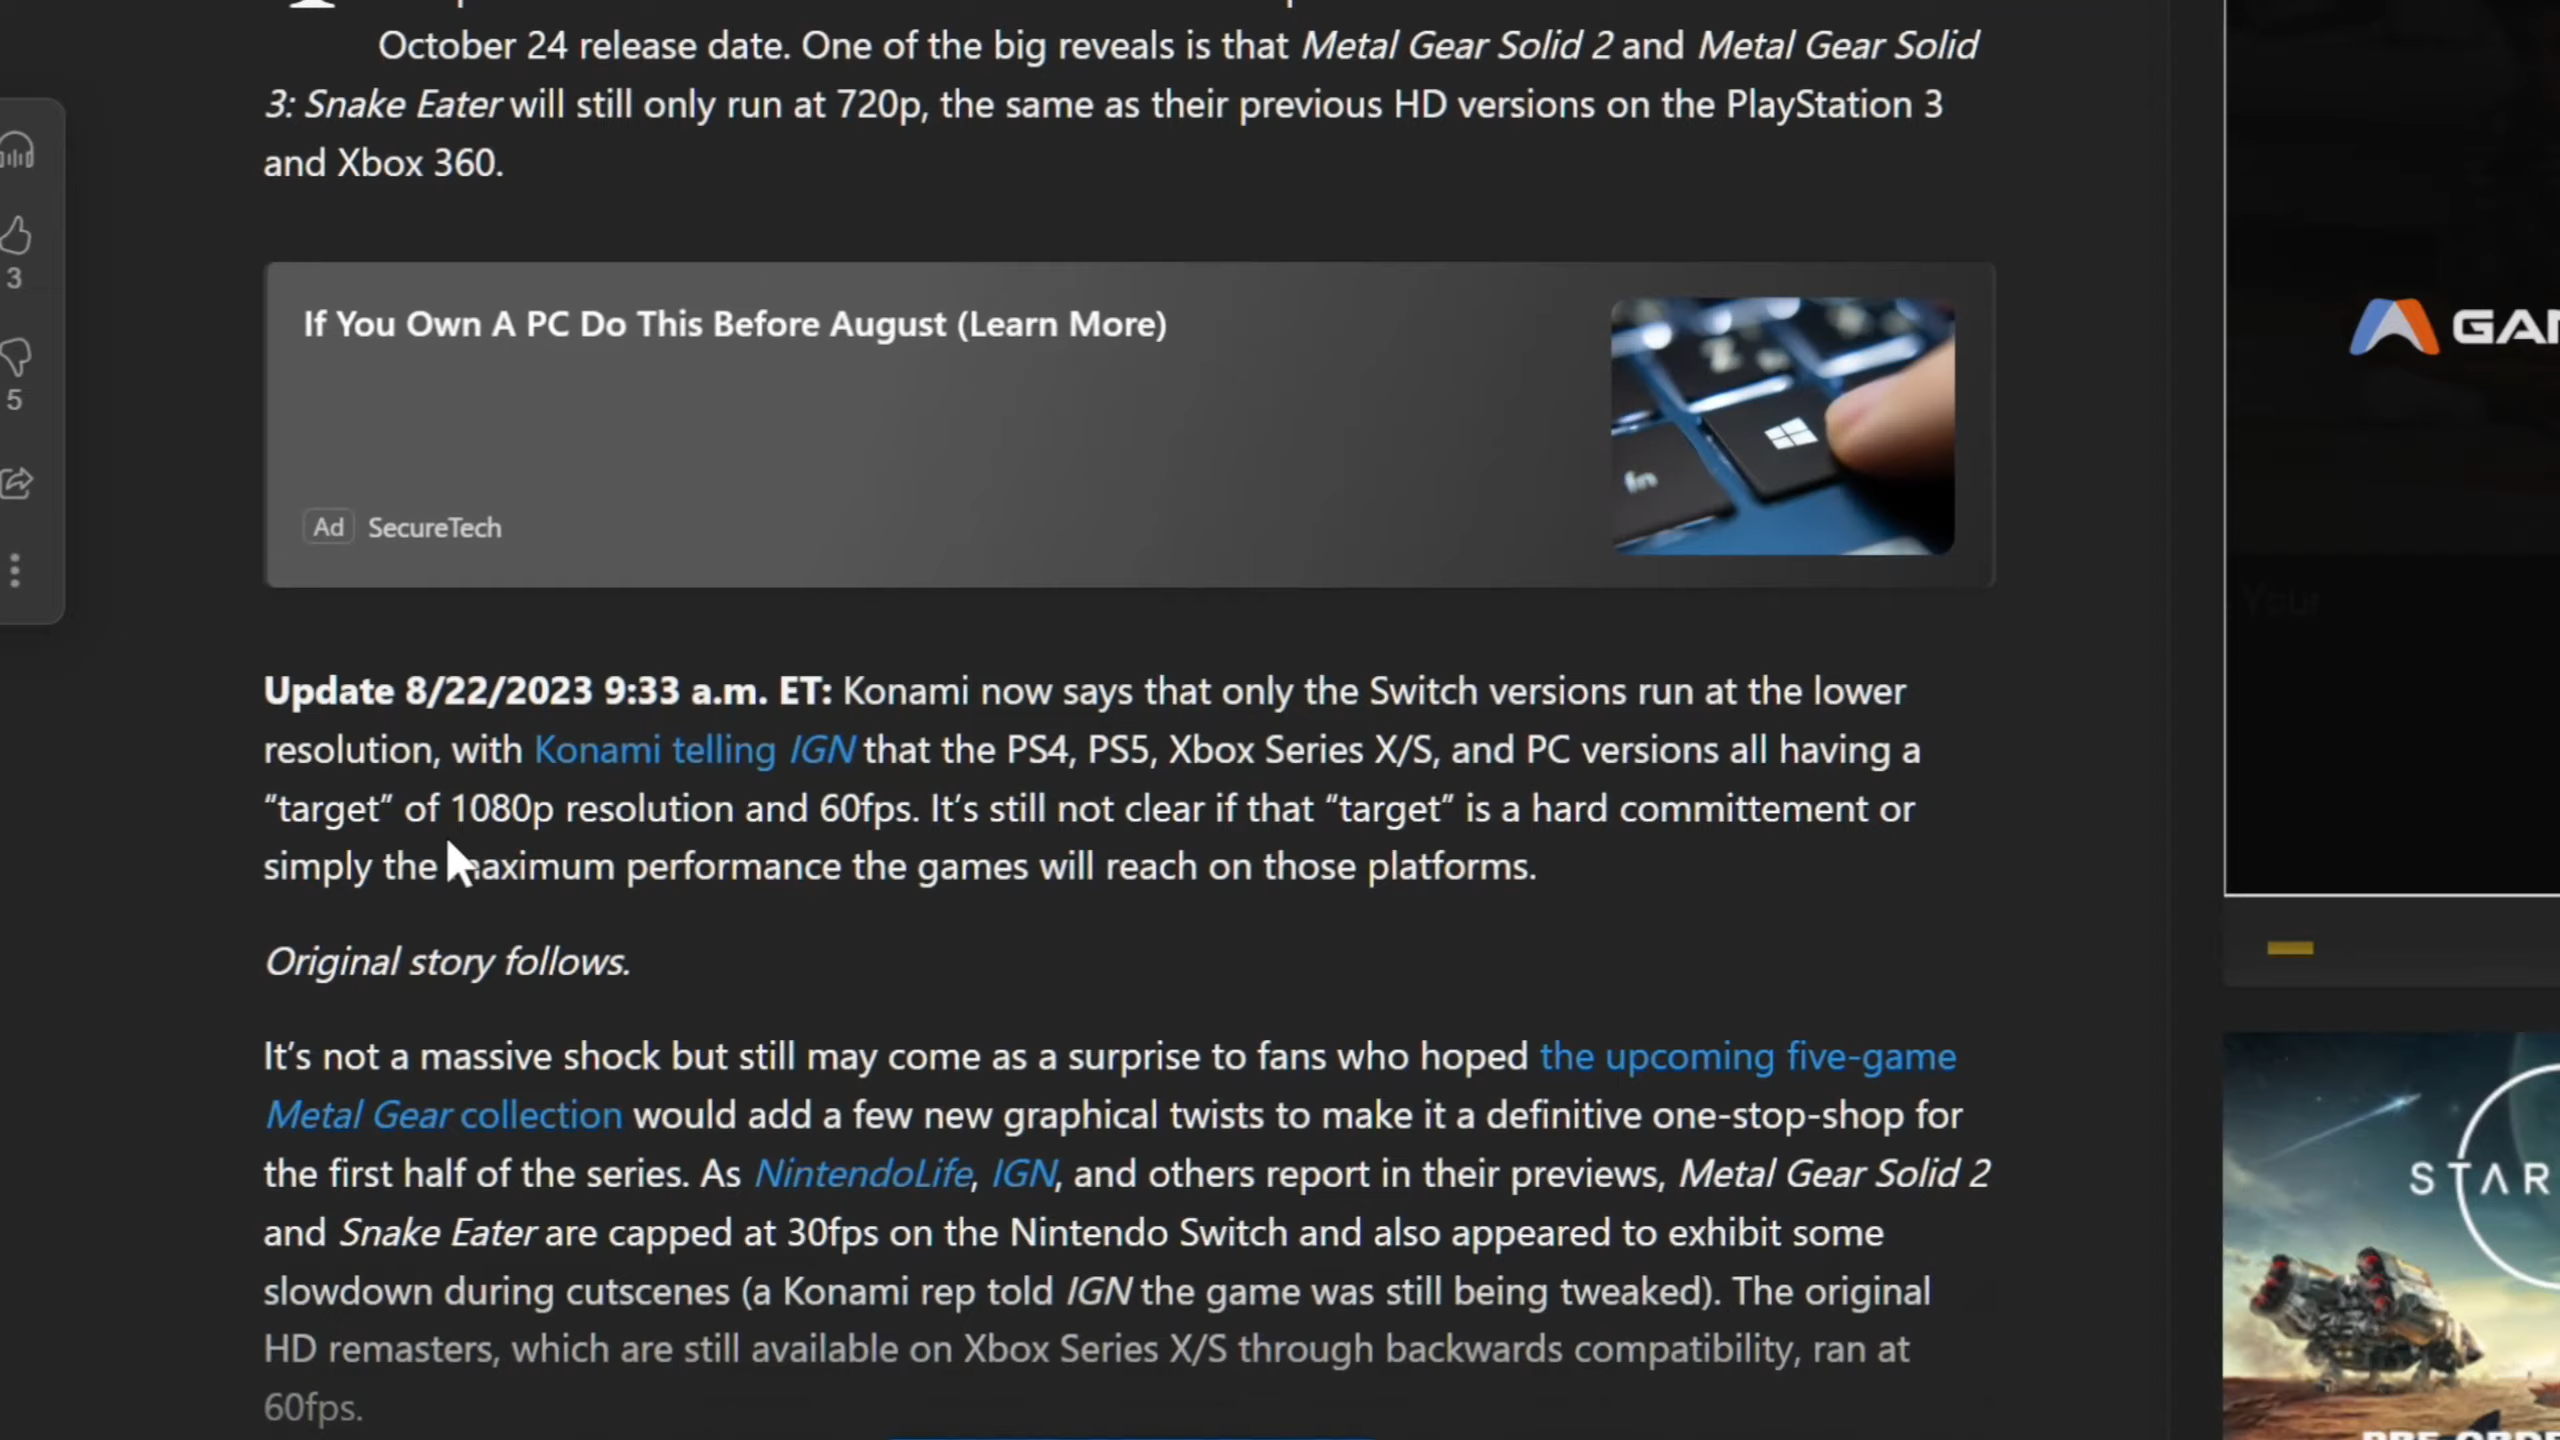 October 24 release date. One of the big reveals is that Metal Gear Solid 2 and Metal Gear Solid
3: Snake Eater will still only run at 720p, the same as their previous HD versions on the PlayStation 3
and Xbox 360.
3
5
If You Own A PC Do This Before August (Learn More)
fn
Ad SecureTech
Update 8/22/2023 9:33 a.m. ET: Konami now says that only the Switch versions run at the lower
resolution, with Konami telling IGN that the PS4, PS5, Xbox Series X/S, and PC versions all having a
“target” of 1080p resolution and 60fps. It’s still not clear if that “target” is a hard committement or
simply the maximum performance the games will reach on those platforms.
Original story follows.
It’s not a massive shock but still may come as a surprise to fans who hoped the upcoming five-game
Metal Gear collection would add a few new graphical twists to make it a definitive one-stop-shop for
the first half of the series. As NintendoLife, IGN, and others report in their previews, Metal Gear Solid 2
and Snake Eater are capped at 30fps on the Nintendo Switch and also appeared to exhibit some
slowdown during cutscenes (a Konami rep told IGN the game was still being tweaked). The original
HD remasters, which are still available on Xbox Series X/S through backwards compatibility, ran at
60fps.
GAM
Your
STAR